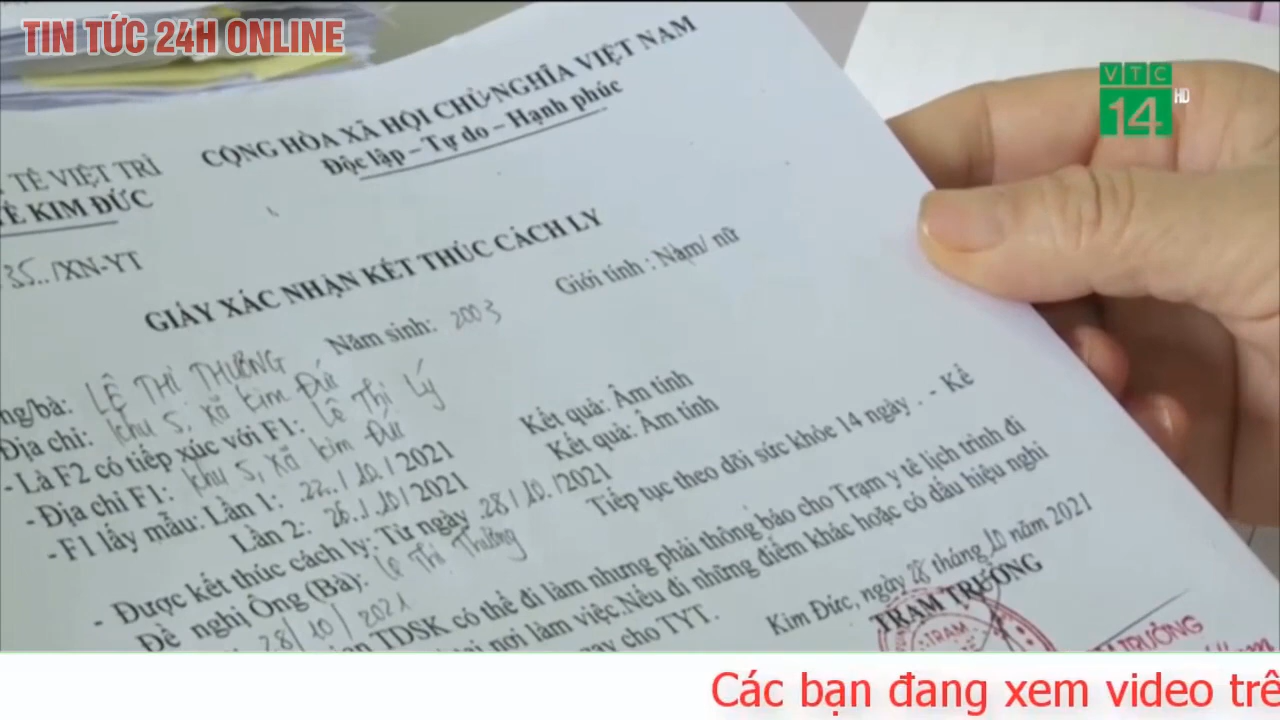 TIN TỨC 24H ONLINE
VTC
14 HD
CỘNG HÒA XÃ HỘI CHỦ NGHĨA VIỆT NAM
Độc lập – Tự do – Hạnh phúc
TẾ VIỆT TRÌ
TẾ KIM ĐỨC
35../XN-YT
GIẤY XÁC NHẬN KẾT THÚC CÁCH LY
ng/bà: LÊ THỊ THƯƠNG Năm sinh: 2003 Giới tính : Nam/ nữ
Địa chỉ: khu 5, xã Kim Đức
- Là F2 có tiếp xúc với F1: Lê Thị Lý
- Địa chỉ F1: khu 5, xã Kim Đức
- F1 lấy mẫu: Lần 1: 22./10./2021 Kết quả: Âm tính
Lần 2: 26./10/2021 Kết quả: Âm tính
- Được kết thúc cách ly: Từ ngày 28/10./2021
Đề nghị Ông (Bà): Lê Thị Thương Tiếp tục theo dõi sức khỏe 14 ngày . - Kể
28/10/2021
TDSK có thể đi làm nhưng phải thông báo cho Trạm y tế lịch trình đi
nơi làm việc.Nếu đi những điểm khác hoặc có dấu hiệu nghi
cho TYT.
Kim Đức, ngày 28 tháng 10 năm 2021
TRẠM TRƯỞNG
TRẠM
TRƯỞNG
Các bạn đang xem video trê